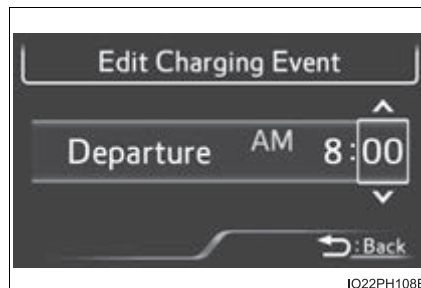 Edit Charging Event
Departure AM 8:00
:Back
IO22PH108E